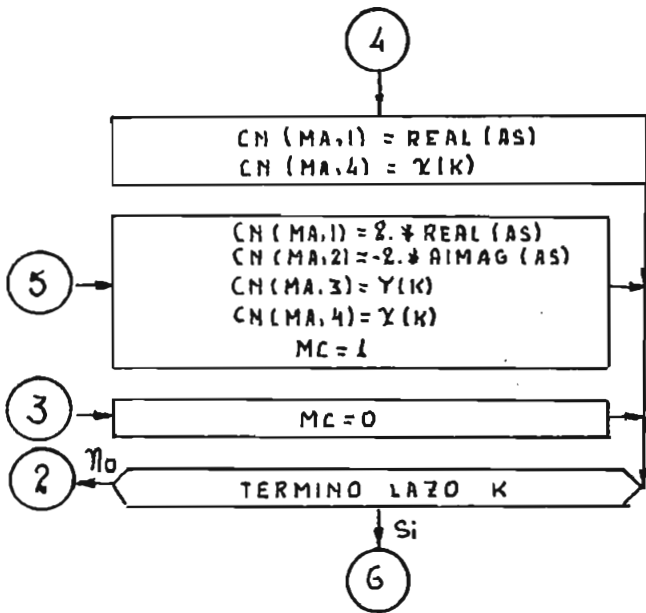 4
CN (MA,1) = REAL (AS)
CN (MA,4) = X(K)
CN (MA,1) = 2. * REAL (AS)
CN (MA,2) = -2. * AIMAG (AS)
5
CN (MA,3) = Y(K)
CN (MA,4) = X(K)
MC = 1
3
MC = 0
no
2
TERMINO LAZO K
Si
6